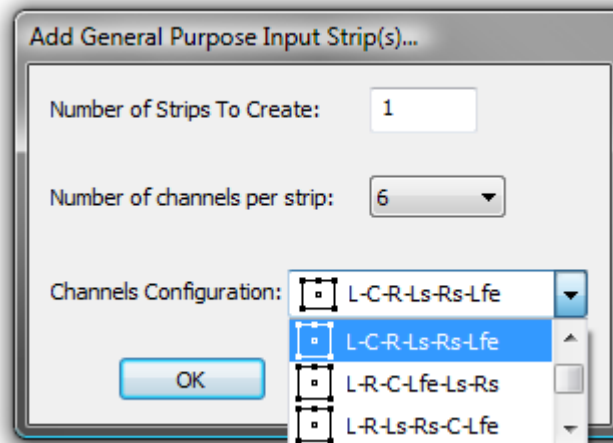 Add General Purpose Input Strip(s)...
Number of Strips To Create: 1
Number of channels per strip: 6
Channels Configuration: L-C-R-Ls-Rs-Lfe
L-C-R-Ls-Rs-Lfe
OK L-R-C-Lfe-Ls-Rs
L-R-Ls-Rs-C-Lfe